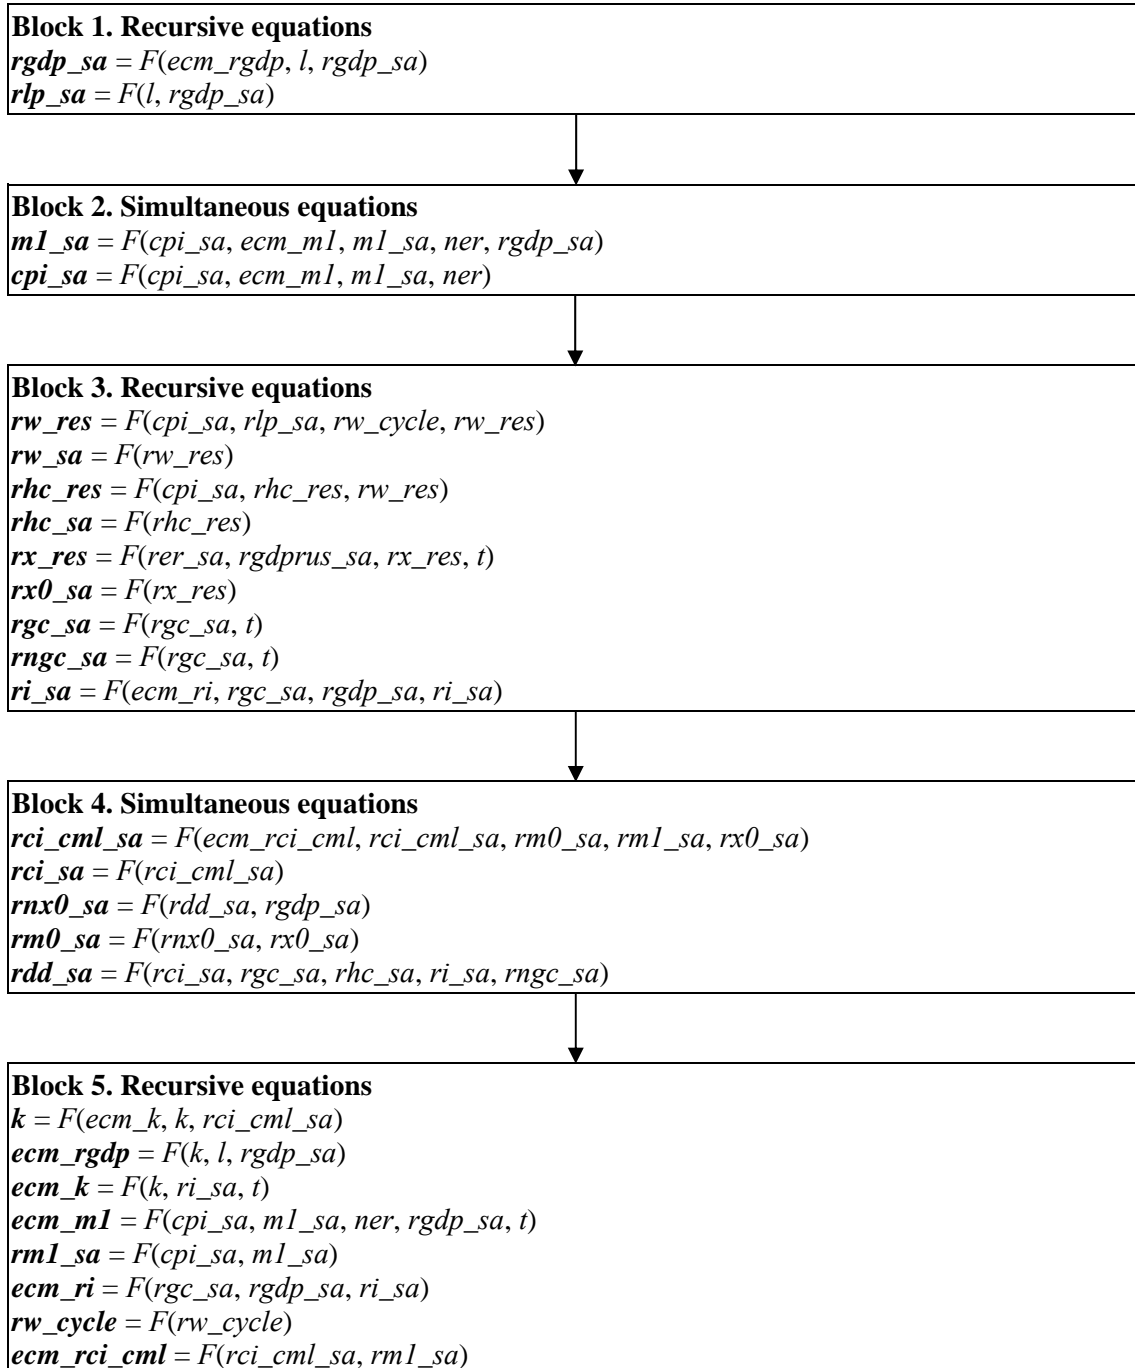 Block 1. Recursive equations
rgdp_sa = F(ecm_rgdp, l, rgdp_sa)
rlp_sa = F(l, rgdp_sa)
Block 2. Simultaneous equations
m1_sa = F(cpi_sa, ecm_m1, m1_sa, ner, rgdp_sa)
cpi_sa = F(cpi_sa, ecm_m1, m1_sa, ner)
Block 3. Recursive equations
rw_res = F(cpi_sa, rlp_sa, rw_cycle, rw_res)
rw_sa = F(rw_res)
rhc_res = F(cpi_sa, rhc_res, rw_res)
rhc_sa = F(rhc_res)
rx_res = F(rer_sa, rgdprus_sa, rx_res, t)
rx0_sa = F(rx_res)
rgc_sa = F(rgc_sa, t)
rngc_sa = F(rgc_sa, t)
ri_sa = F(ecm_ri, rgc_sa, rgdp_sa, ri_sa)
Block 4. Simultaneous equations
rci_cml_sa = F(ecm_rci_cml, rci_cml_sa, rm0_sa, rm1_sa, rx0_sa)
rci_sa = F(rci_cml_sa)
rnx0_sa = F(rdd_sa, rgdp_sa)
rm0_sa = F(rnx0_sa, rx0_sa)
rdd_sa = F(rci_sa, rgc_sa, rhc_sa, ri_sa, rngc_sa)
Block 5. Recursive equations
k = F(ecm_k, k, rci_cml_sa)
ecm_rgdp = F(k, l, rgdp_sa)
ecm_k = F(k, ri_sa, t)
ecm_m1 = F(cpi_sa, m1_sa, ner, rgdp_sa, t)
rm1_sa = F(cpi_sa, m1_sa)
ecm_ri = F(rgc_sa, rgdp_sa, ri_sa)
rw_cycle = F(rw_cycle)
ecm_rci_cml = F(rci_cml_sa, rm1_sa)